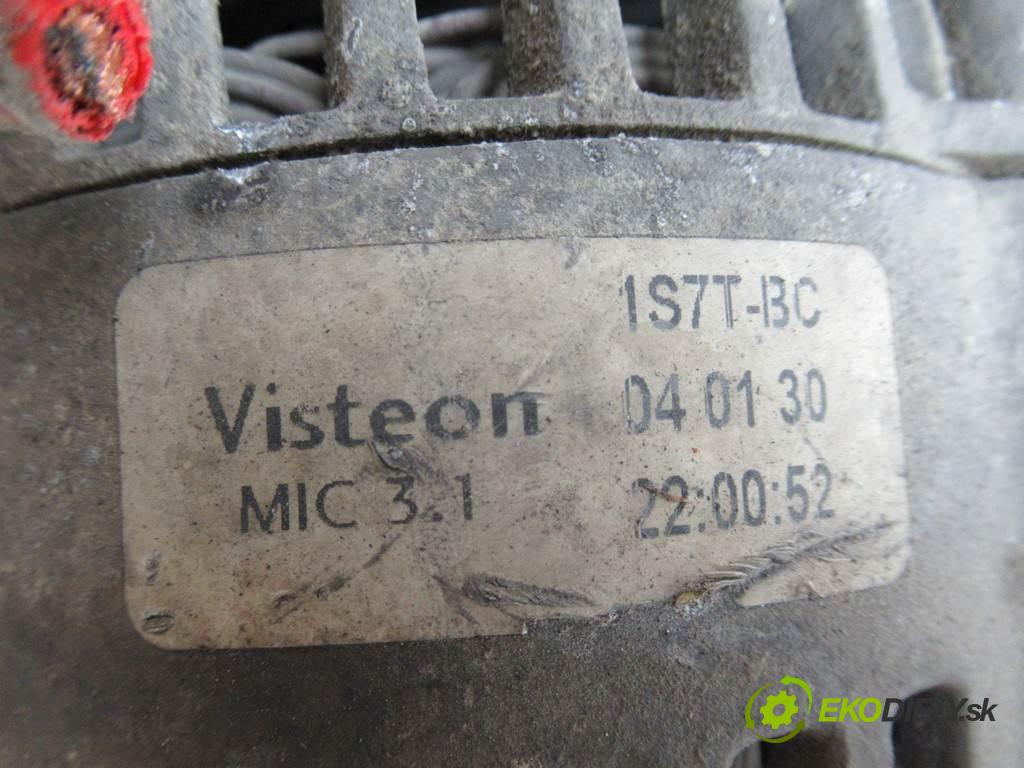 1S7T-BC
Visteon 04 01 30
MIC 3.1 22:00:52
EKODIELY.sk